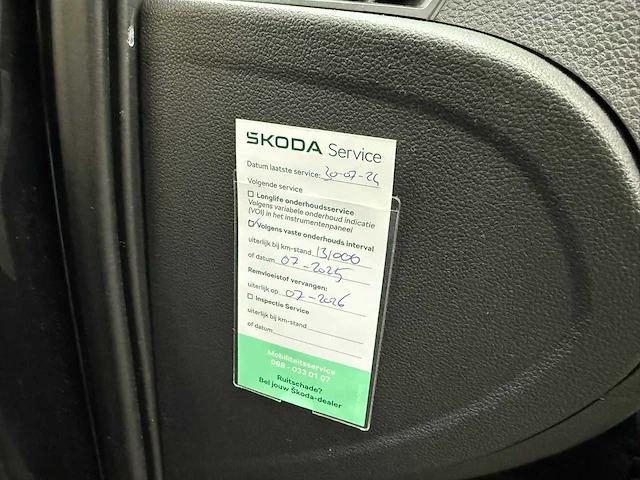 ŠKODA Service
Datum laatste service: 30-07-24
Volgende service
Longlife onderhoudsservice
Volgens variabele onderhoud indicatie
(VOI) in het instrumentenpaneel
Volgens vaste onderhouds interval
uiterlijk bij km-stand 131000
of datum 07-2025
Remvloeistof vervangen:
uiterlijk op 07-2026
Inspectie Service
uiterlijk bij km-stand
of datum
Mobiliteitsservice
088 - 033 01 07
Ruitschade?
Bel jouw Škoda-dealer